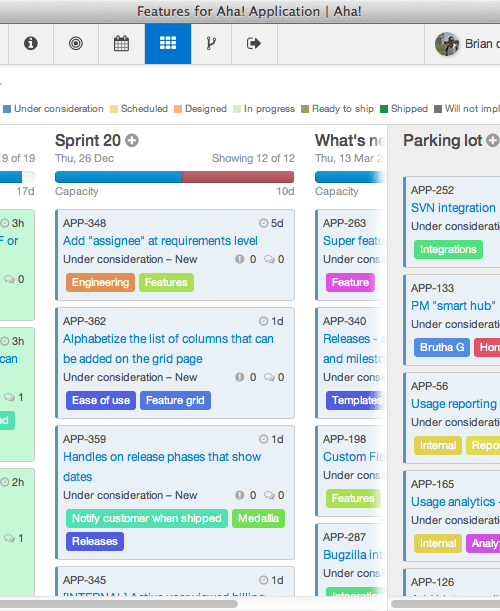 Features for Aha! Application | Aha!
Brian
Under consideration Scheduled Designed In progress Ready to ship Shipped Will not impl
9 of 19
17d
3h
F or
0
3h
can
1
ed
2h
1
Sprint 20
Thu, 26 Dec Showing 12 of 12
Capacity 10d
APP-348 5d
Add "assignee" at requirements level
Under consideration – New 0 0
Engineering Features
APP-362 1d
Alphabetize the list of columns that can
be added on the grid page
Under consideration – New 0 0
Ease of use Feature grid
APP-359 1d
Handles on release phases that show
dates
Under consideration – New 0 0
Notify customer when shipped Medallia
Releases
APP-345 1d
[INTERNAL] Active user viewed billing
What's ne
Thu, 13 Mar 2
Capacity
APP-263
Super featu
Under cons
Feature
APP-340
Releases - a
and milesto
Under cons
Templates
APP-198
Custom Fie
Under cons
Features
APP-287
Bugzilla int
Under cons
Integration
Parking lot
APP-252
SVN integration
Under consideratio
Integrations
APP-133
PM "smart hub"
Under consideration
Brutha G Hom
APP-56
Usage reporting
Under consideration
Internal Repo
APP-165
Usage analytics -
Under consideration
Internal Analy
APP-126